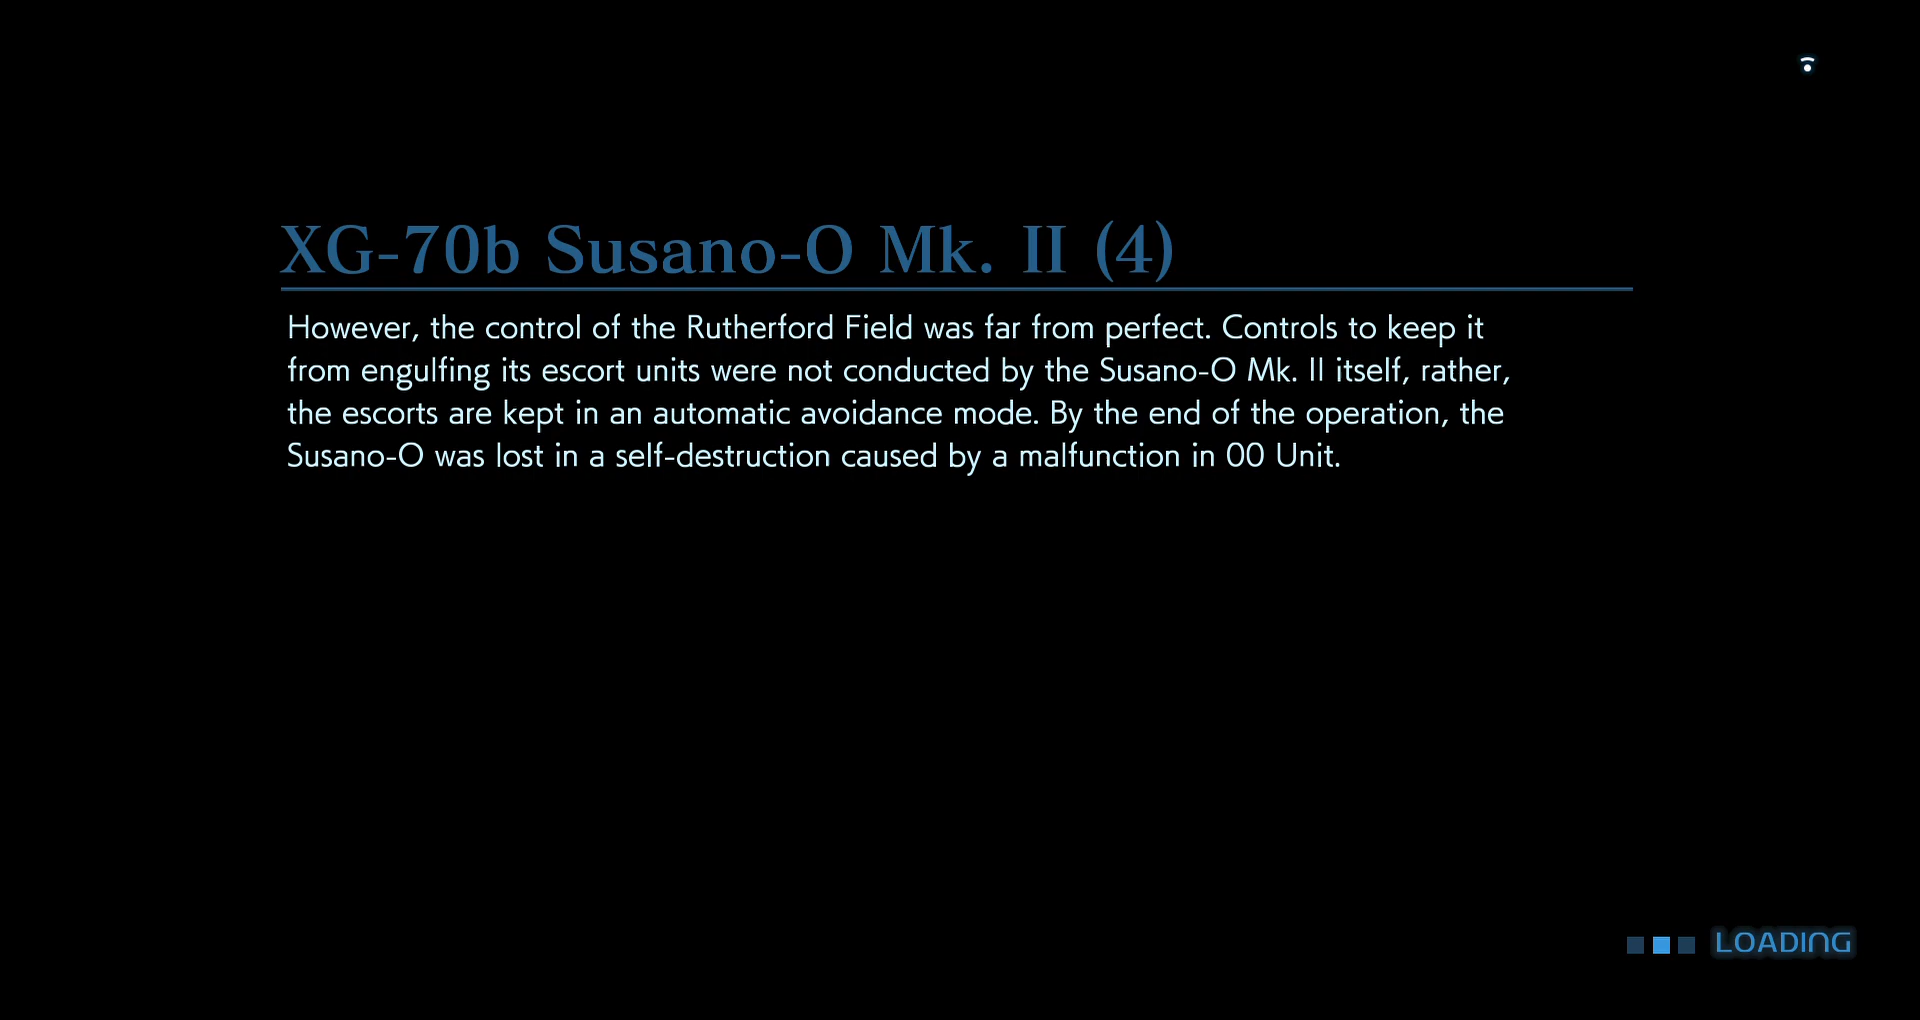 XG-70b Susano-O Mk. II (4)
However, the control of the Rutherford Field was far from perfect. Controls to keep it
from engulfing its escort units were not conducted by the Susano-O Mk. II itself, rather,
the escorts are kept in an automatic avoidance mode. By the end of the operation, the
Susano-O was lost in a self-destruction caused by a malfunction in 00 Unit.
LOADING